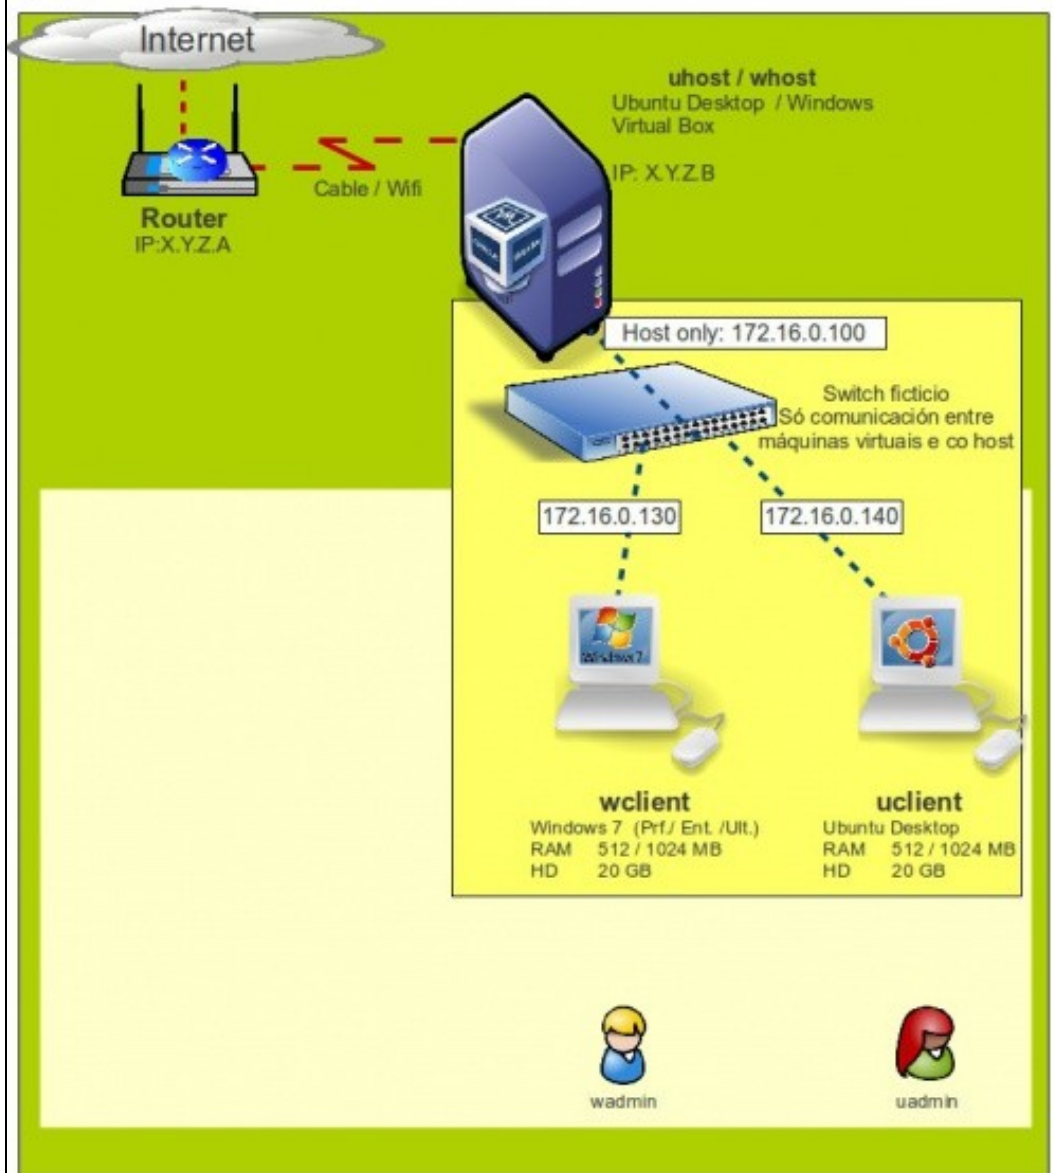 Internet
uhost / whost
Ubuntu Desktop / Windows
Virtual Box
IP: X.Y.Z.B
Cable / Wifi
Router
IP:X.Y.Z.A
Host only: 172.16.0.100
Switch ficticio
Só comunicación entre
máquinas virtuais e co host
172.16.0.130
172.16.0.140
Windows 7
wclient
Windows 7 (Prf./ Ent. /Ult.)
RAM 512 / 1024 MB
HD 20 GB
uclient
Ubuntu Desktop
RAM 512 / 1024 MB
HD 20 GB
wadmin
uadmin